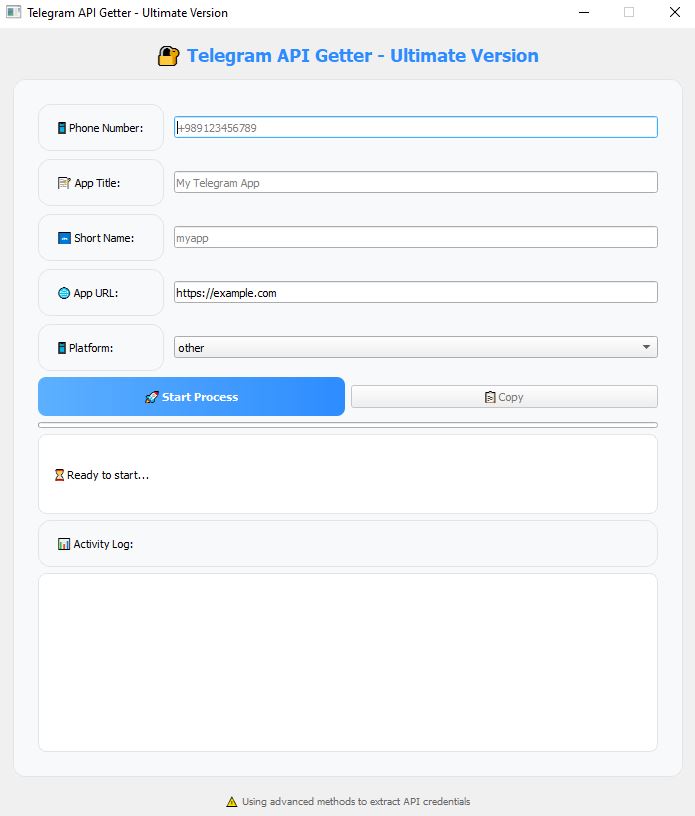 Telegram API Getter - Ultimate Version
🔐 Telegram API Getter - Ultimate Version
📱 Phone Number: +989123456789
📝 App Title: My Telegram App
🔤 Short Name: myapp
🌐 App URL: https://example.com
📱 Platform: other
🚀 Start Process 📋 Copy
⏳ Ready to start...
📊 Activity Log:
⚠️ Using advanced methods to extract API credentials